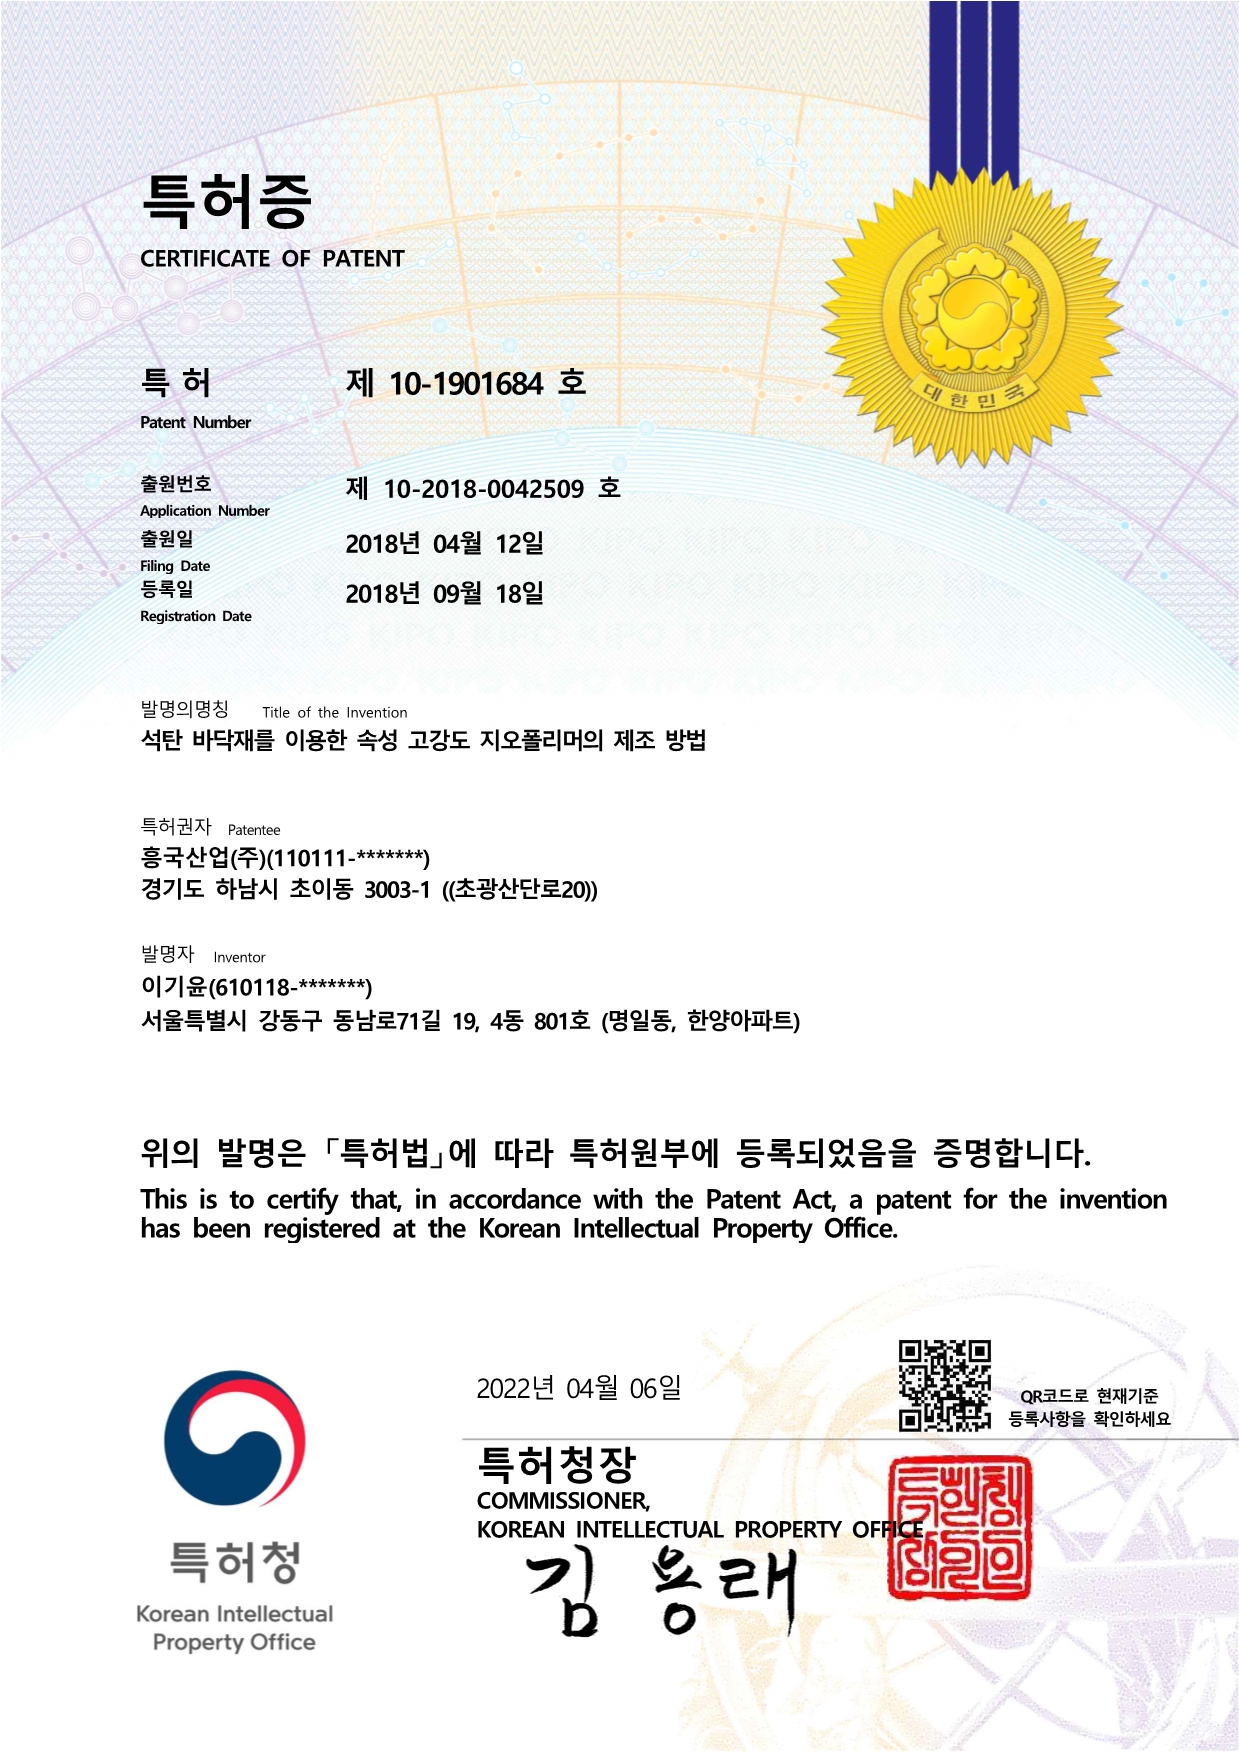 특허증
CERTIFICATE OF PATENT
대한민국
특 허 제 10-1901684 호
Patent Number
출원번호 제 10-2018-0042509 호
Application Number
출원일 2018년 04월 12일
Filing Date
등록일 2018년 09월 18일
Registration Date
발명의명칭 Title of the Invention
석탄 바닥재를 이용한 속성 고강도 지오폴리머의 제조 방법
특허권자 Patentee
흥국산업(주)(110111-*******)
경기도 하남시 초이동 3003-1 ((초광산단로20))
발명자 Inventor
이기윤(610118-*******)
서울특별시 강동구 동남로71길 19, 4동 801호 (명일동, 한양아파트)
위의 발명은 「특허법」에 따라 특허원부에 등록되었음을 증명합니다.
This is to certify that, in accordance with the Patent Act, a patent for the invention
has been registered at the Korean Intellectual Property Office.
2022년 04월 06일
QR코드로 현재기준
등록사항을 확인하세요
특허청장
COMMISSIONER,
KOREAN INTELLECTUAL PROPERTY OFFICE
김용래
특허청장의인
특허청
Korean Intellectual
Property Office